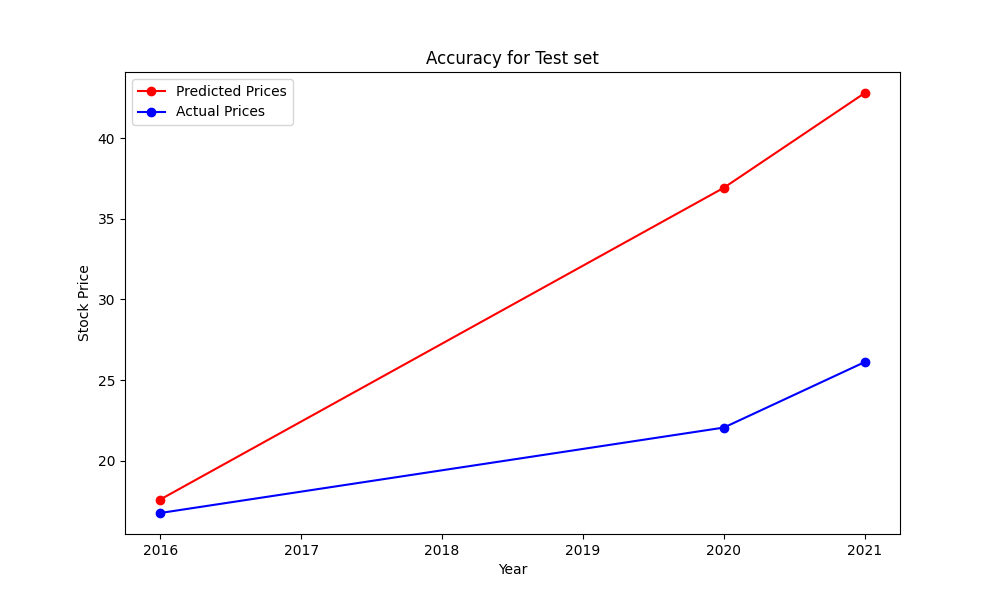 Accuracy for Test set
Predicted Prices
Actual Prices
40
35
30
25
20
Stock Price
2016 2017 2018 2019 2020 2021
Year